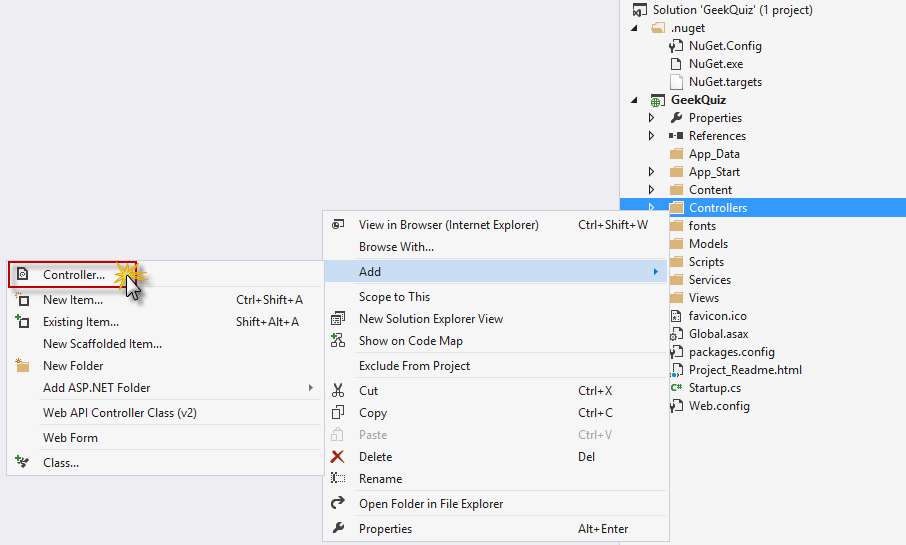 Solution 'GeekQuiz' (1 project)
.nuget
NuGet.Config
NuGet.exe
NuGet.targets
GeekQuiz
Properties
References
App_Data
App_Start
Content
Controllers
fonts
Models
Scripts
Services
Views
favicon.ico
Global.asax
packages.config
Project_Readme.html
Startup.cs
Web.config
View in Browser (Internet Explorer) Ctrl+Shift+W
Browse With...
Add
Scope to This
New Solution Explorer View
Show on Code Map
Exclude From Project
Cut Ctrl+X
Copy Ctrl+C
Paste Ctrl+V
Delete Del
Rename
Open Folder in File Explorer
Properties Alt+Enter
Controller...
New Item... Ctrl+Shift+A
Existing Item... Shift+Alt+A
New Scaffolded Item...
New Folder
Add ASP.NET Folder
Web API Controller Class (v2)
Web Form
Class...